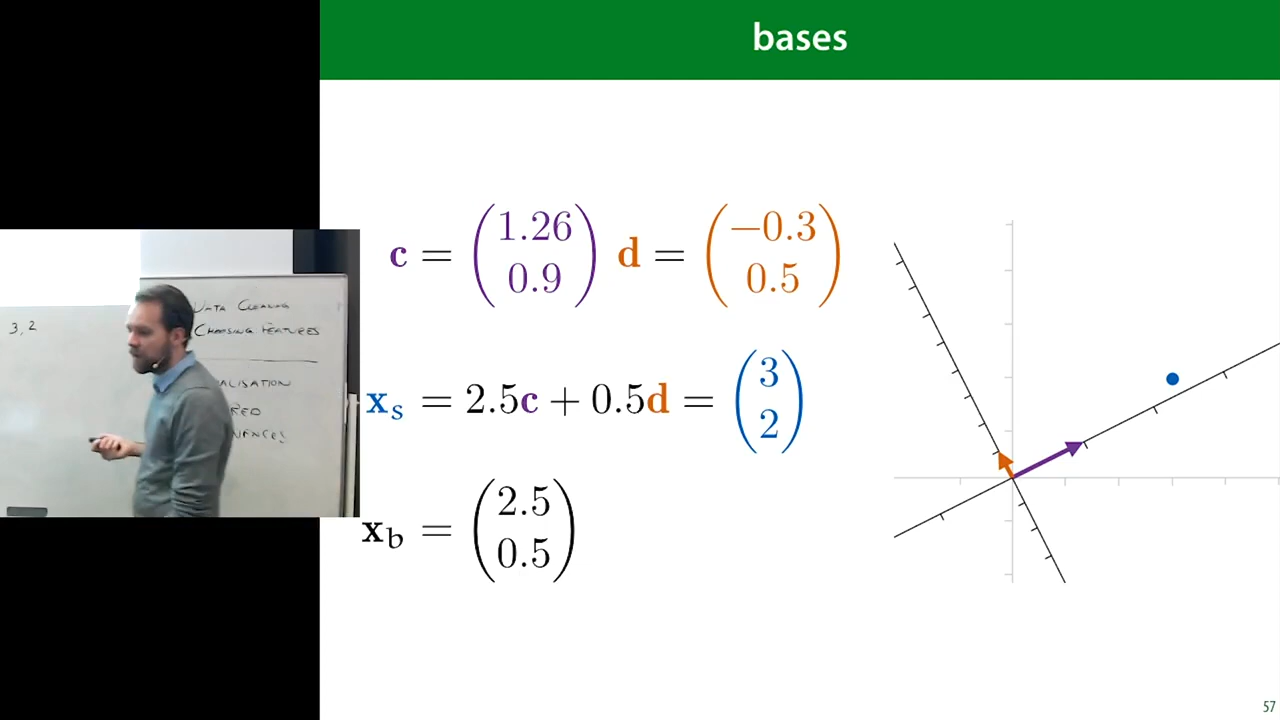 bases
c = (1.26 0.9) d = (−0.3 0.5)
xₛ = 2.5c + 0.5d = (3 2)
x_b = (2.5 0.5)
3, 2
DATA CLEANING
CHOOSING FEATURES
57